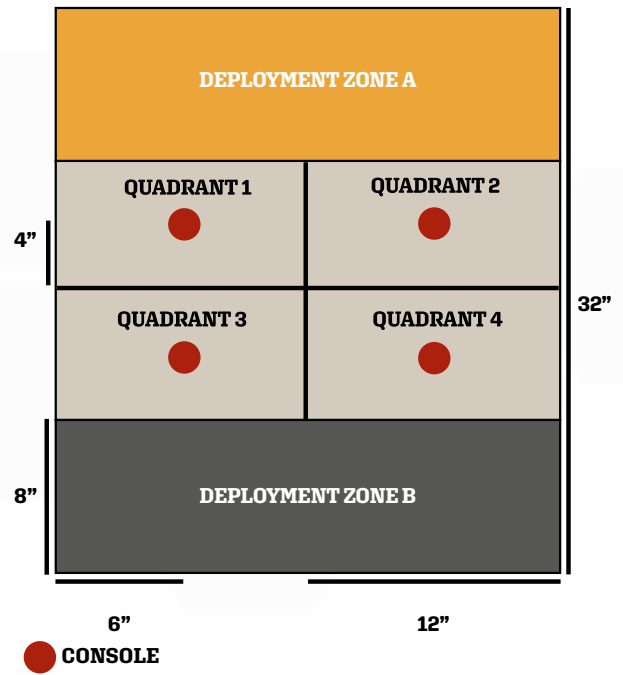 DEPLOYMENT ZONE A
QUADRANT 1
QUADRANT 2
4”
QUADRANT 3
QUADRANT 4
32”
8”
DEPLOYMENT ZONE B
6”
12”
CONSOLE